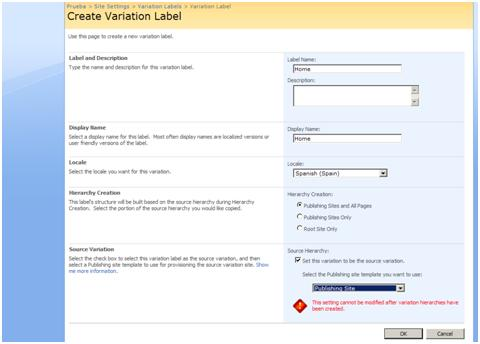 Prueba > Site Settings > Variation Labels > Variation Label
Create Variation Label
Use this page to create a new variation label.
Label and Description
Type the name and description for this variation label.
Label Name:
Home
Description:
Display Name
Select a display name for this label. Most often display names are localized versions or
user friendly versions of the label.
Display Name:
Home
Locale
Select the locale you want for this variation.
Locale:
Spanish (Spain)
Hierarchy Creation
This label's structure will be built based on the source hierarchy during Hierarchy
Creation. Select the portion of the source hierarchy you would like copied.
Hierarchy Creation:
Publishing Sites and All Pages
Publishing Sites Only
Root Site Only
Source Variation
Select the check box to select this variation label as the source variation, and then
select a Publishing site template to use for provisioning the source variation site. Show
me more information.
Source Hierarchy:
Set this variation to be the source variation.
Select the Publishing site template you want to use:
Publishing Site
This setting cannot be modified after variation hierarchies have
been created.
OK
Cancel